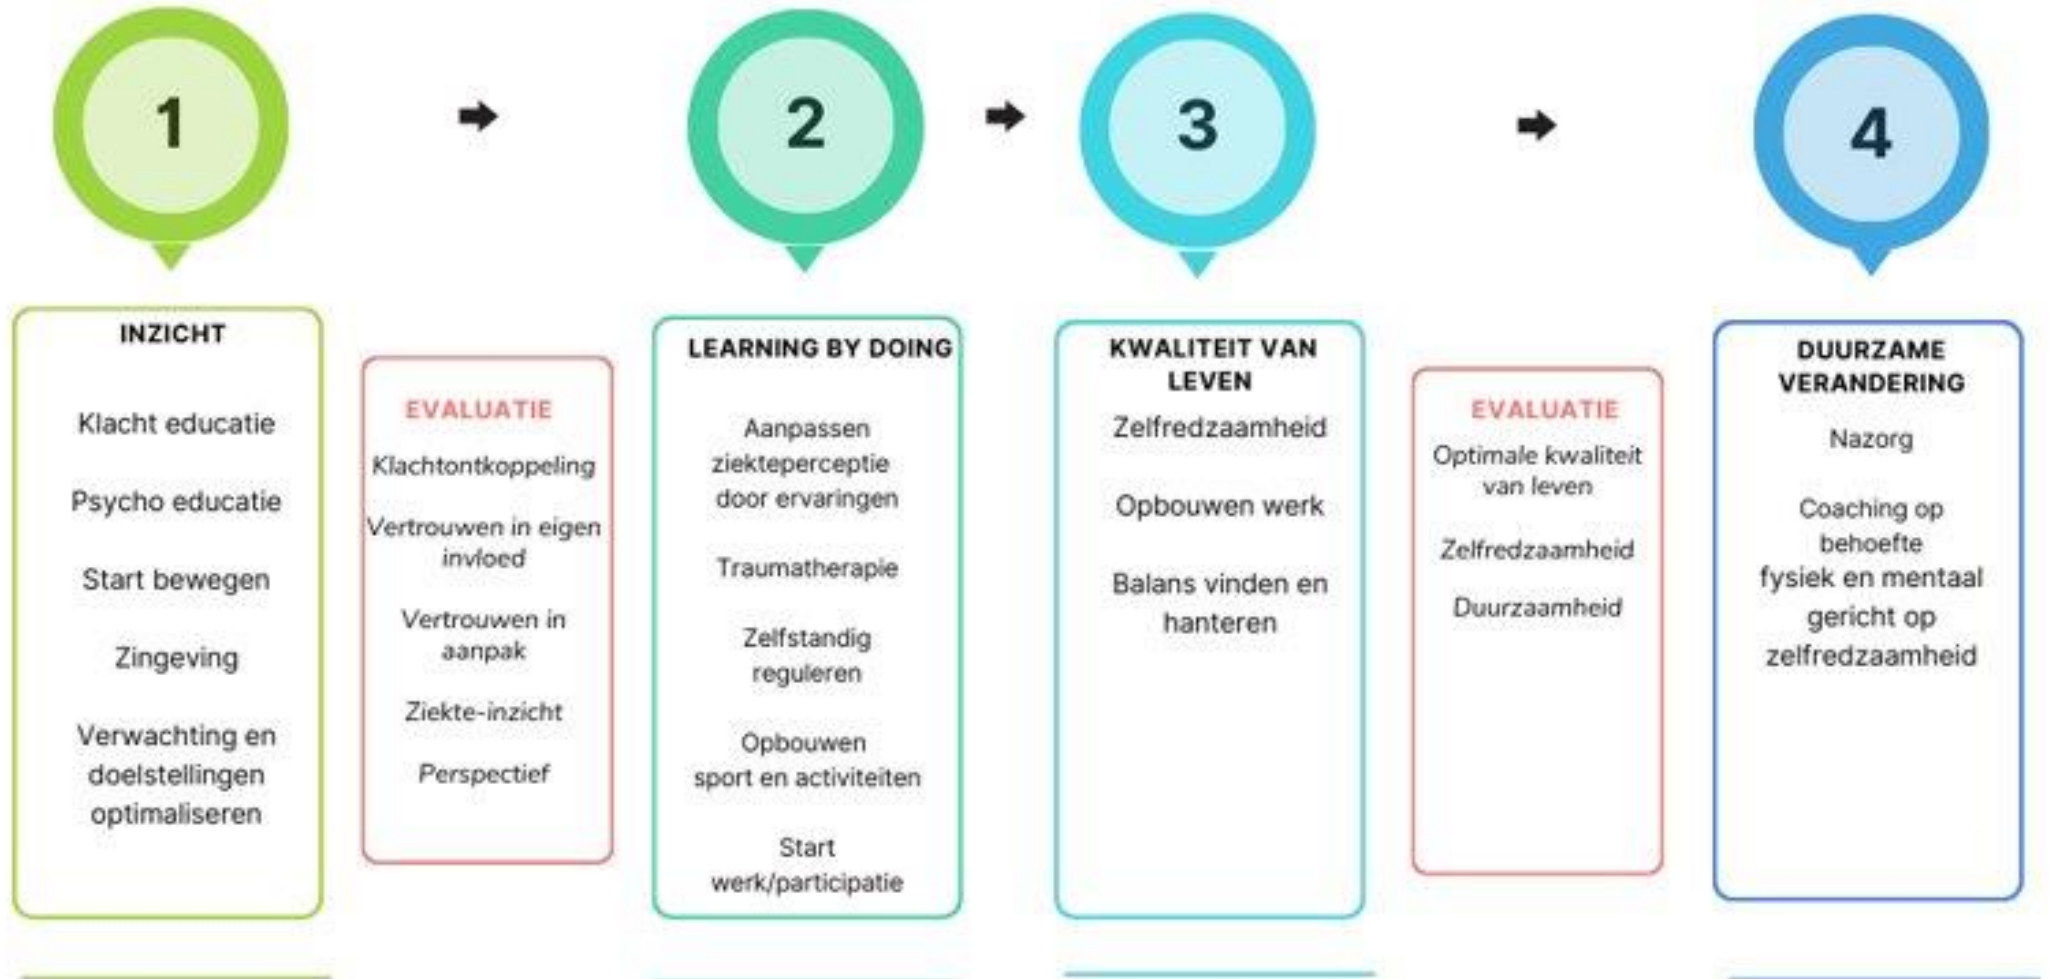 1
2
3
4
INZICHT
Klacht educatie
Psycho educatie
Start bewegen
Zingeving
Verwachting en
doelstellingen
optimaliseren
EVALUATIE
Klachtontkoppeling
Vertrouwen in eigen
invloed
Vertrouwen in
aanpak
Ziekte-inzicht
Perspectief
LEARNING BY DOING
Aanpassen
ziekteperceptie
door ervaringen
Traumatherapie
Zelfstandig
reguleren
Opbouwen
sport en activiteiten
Start
werk/participatie
KWALITEIT VAN
LEVEN
Zelfredzaamheid
Opbouwen werk
Balans vinden en
hanteren
EVALUATIE
Optimale kwaliteit
van leven
Zelfredzaamheid
Duurzaamheid
DUURZAME
VERANDERING
Nazorg
Coaching op
behoefte
fysiek en mentaal
gericht op
zelfredzaamheid